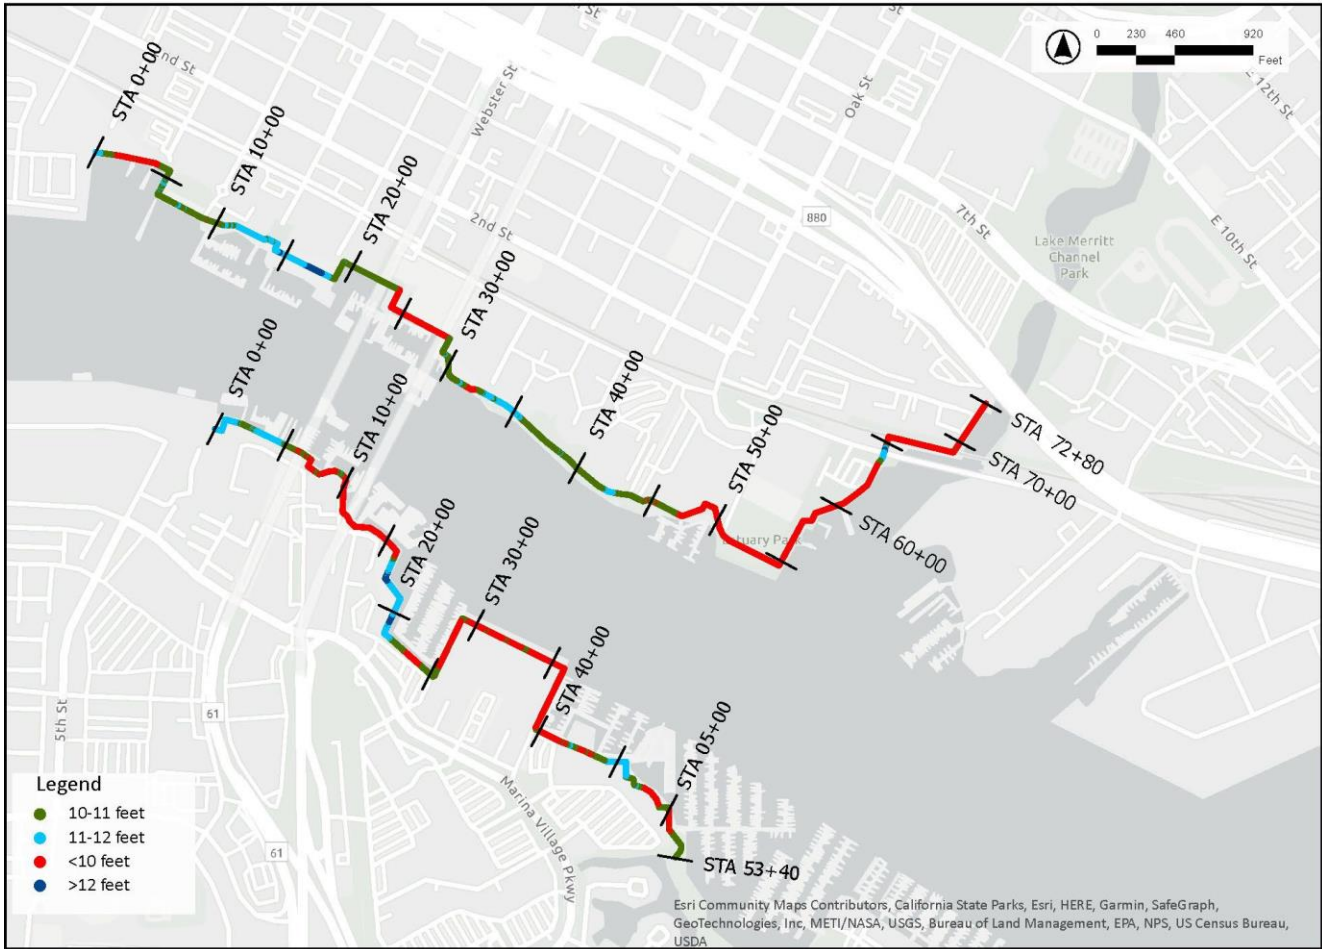 nd St
St
St
0 230 460 920
Feet
E 12th St
STA 0+00
Webster St
Oak St
STA 10+00
STA 20+00
2nd St
880
7th St
E 10th St
Lake Merritt
Channel
Park
STA 30+00
STA 0+00
STA 10+00
STA 40+00
STA 50+00
STA 72+80
STA 70+00
STA 60+00
tuary Pa
STA 20+00
STA 30+00
STA 40+00
STA 05+00
STA 53+40
5th St
61
61
Marina Village Pkwy
Legend
10-11 feet
11-12 feet
<10 feet
>12 feet
Esri Community Maps Contributors, California State Parks, Esri, HERE, Garmin, SafeGraph,
GeoTechnologies, Inc, METI/NASA, USGS, Bureau of Land Management, EPA, NPS, US Census Bureau,
USDA